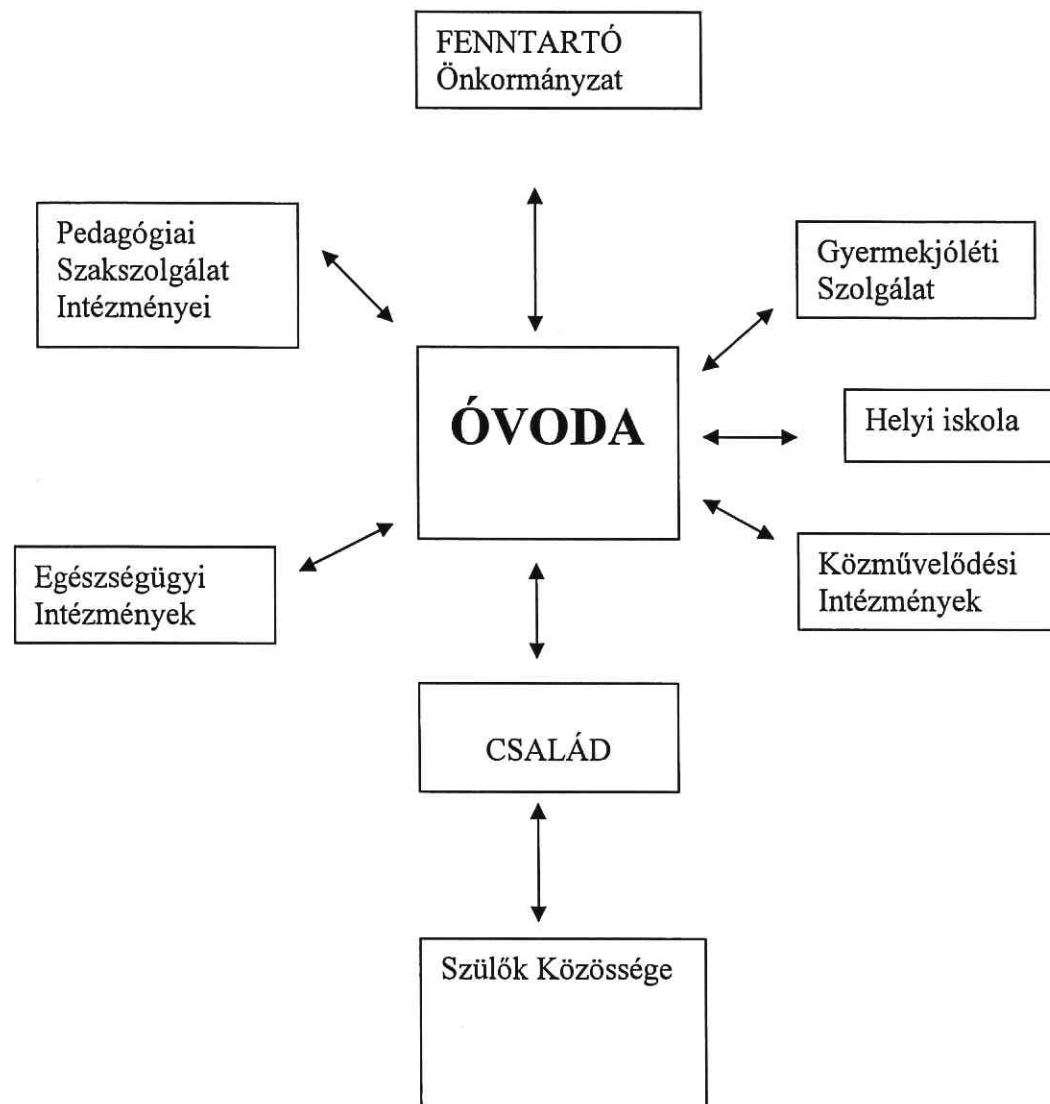 FENNTARTÓ
Önkormányzat
Pedagógiai
Szakszolgálat
Intézményei
Gyermekjóléti
Szolgálat
ÓVODA
Helyi iskola
Egészségügyi
Intézmények
Közművelődési
Intézmények
CSALÁD
Szülők Közössége